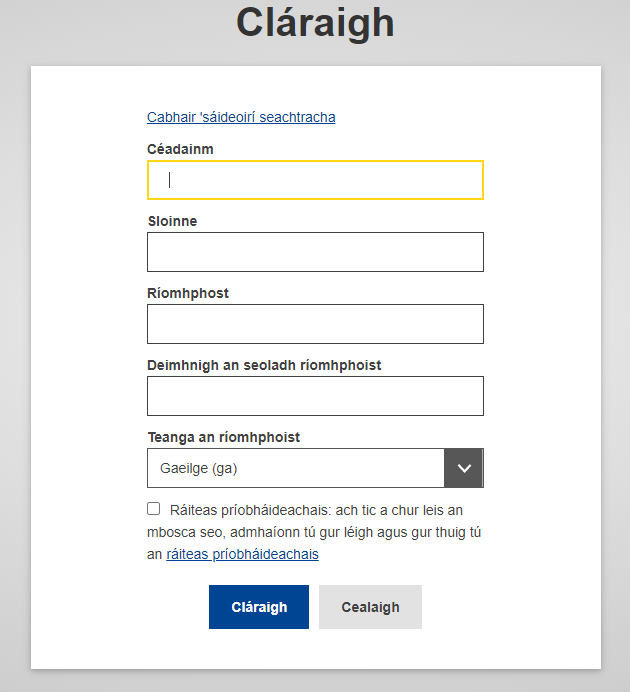 Cláraigh
Cabhair 'sáideoirí seachtracha
Céadainm
Sloinne
Ríomhphost
Deimhnigh an seoladh ríomhphoist
Teanga an ríomhphoist
Gaeilge (ga)
Ráiteas príobháideachais: ach tic a chur leis an
mbosca seo, admhaíonn tú gur léigh agus gur thuig tú
an ráiteas príobháideachais
Cláraigh Cealaigh